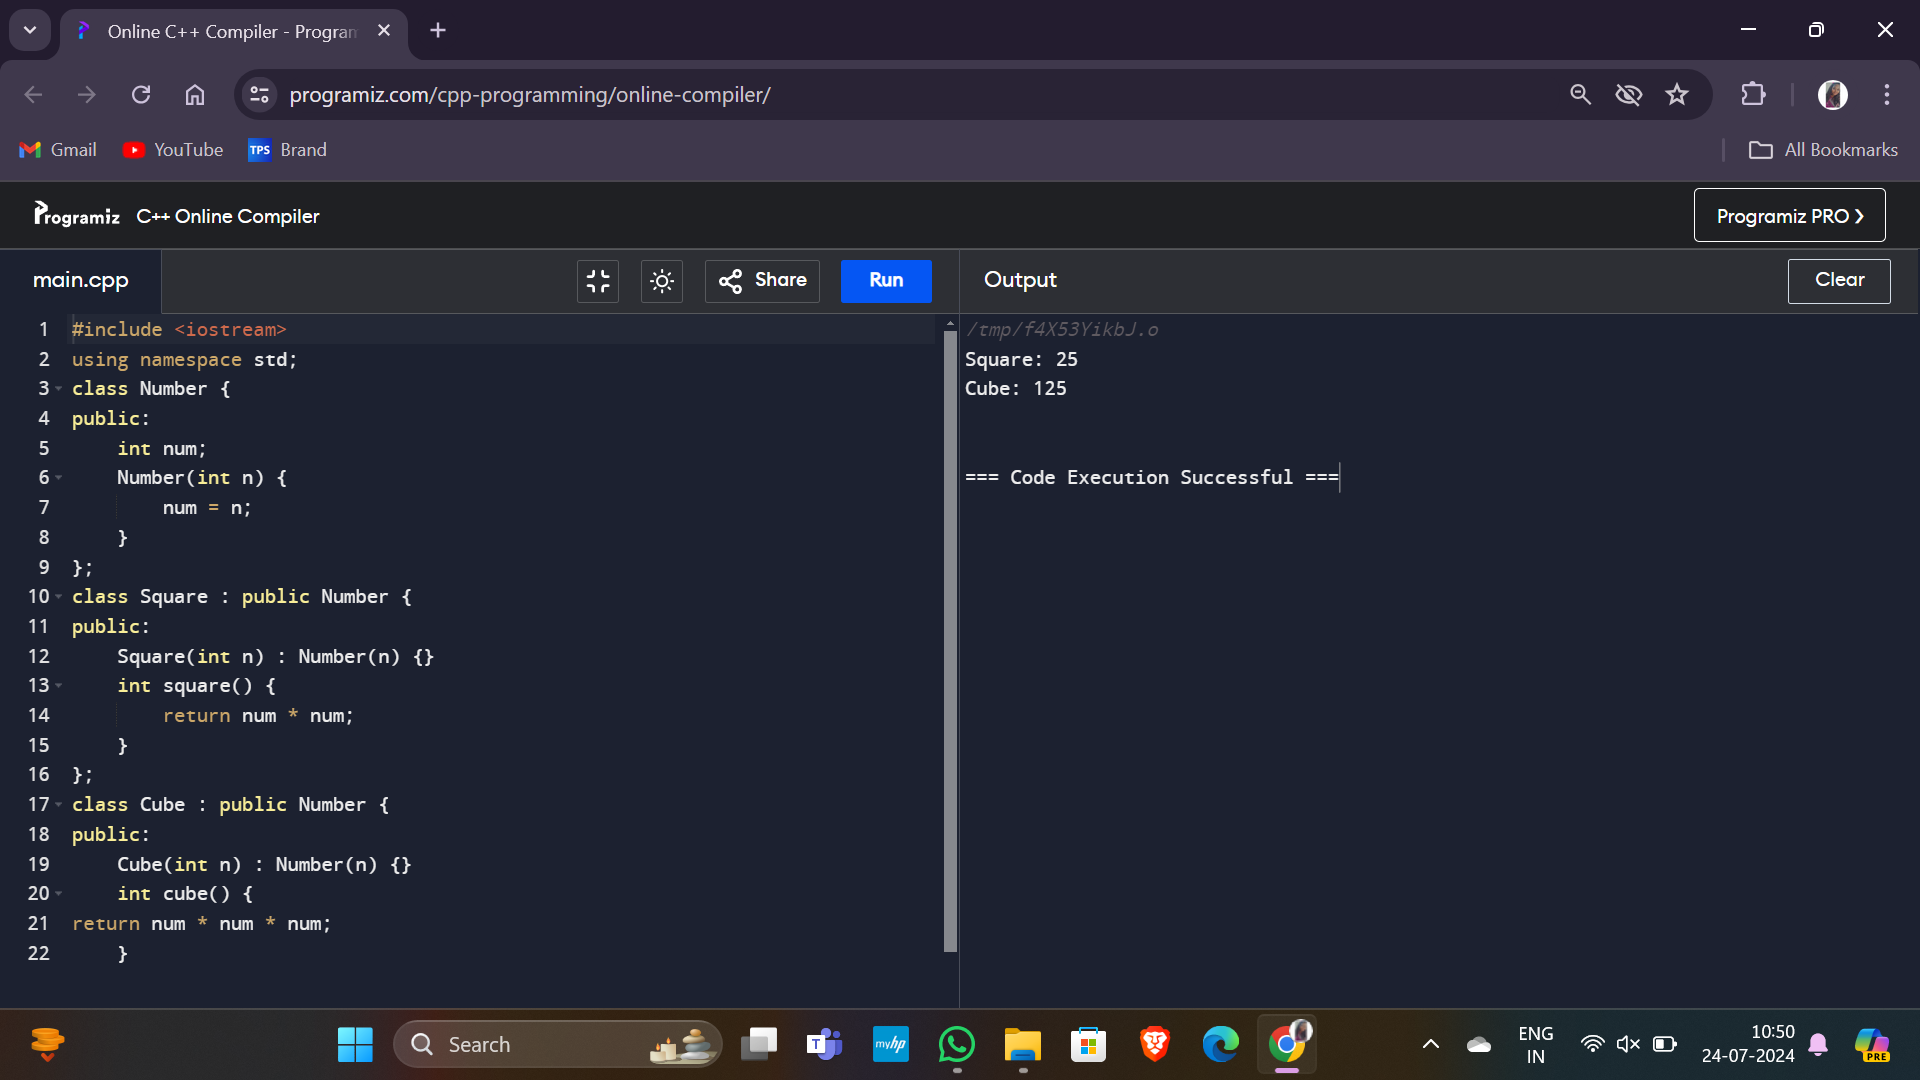 Online C++ Compiler - Program
programiz.com/cpp-programming/online-compiler/
Gmail
YouTube
TPS Brand
All Bookmarks
Programiz C++ Online Compiler
Programiz PRO ❯
main.cpp
Share
Run
Output
Clear
1 #include <iostream>
2 using namespace std;
3 class Number {
4 public:
5     int num;
6     Number(int n) {
7         num = n;
8     }
9 };
10 class Square : public Number {
11 public:
12     Square(int n) : Number(n) {}
13     int square() {
14         return num * num;
15     }
16 };
17 class Cube : public Number {
18 public:
19     Cube(int n) : Number(n) {}
20     int cube() {
21 return num * num * num;
22     }
/tmp/f4X53YikbJ.o
Square: 25
Cube: 125
=== Code Execution Successful ===
Search
T
myhp
ENG
IN
10:50
24-07-2024
PRE